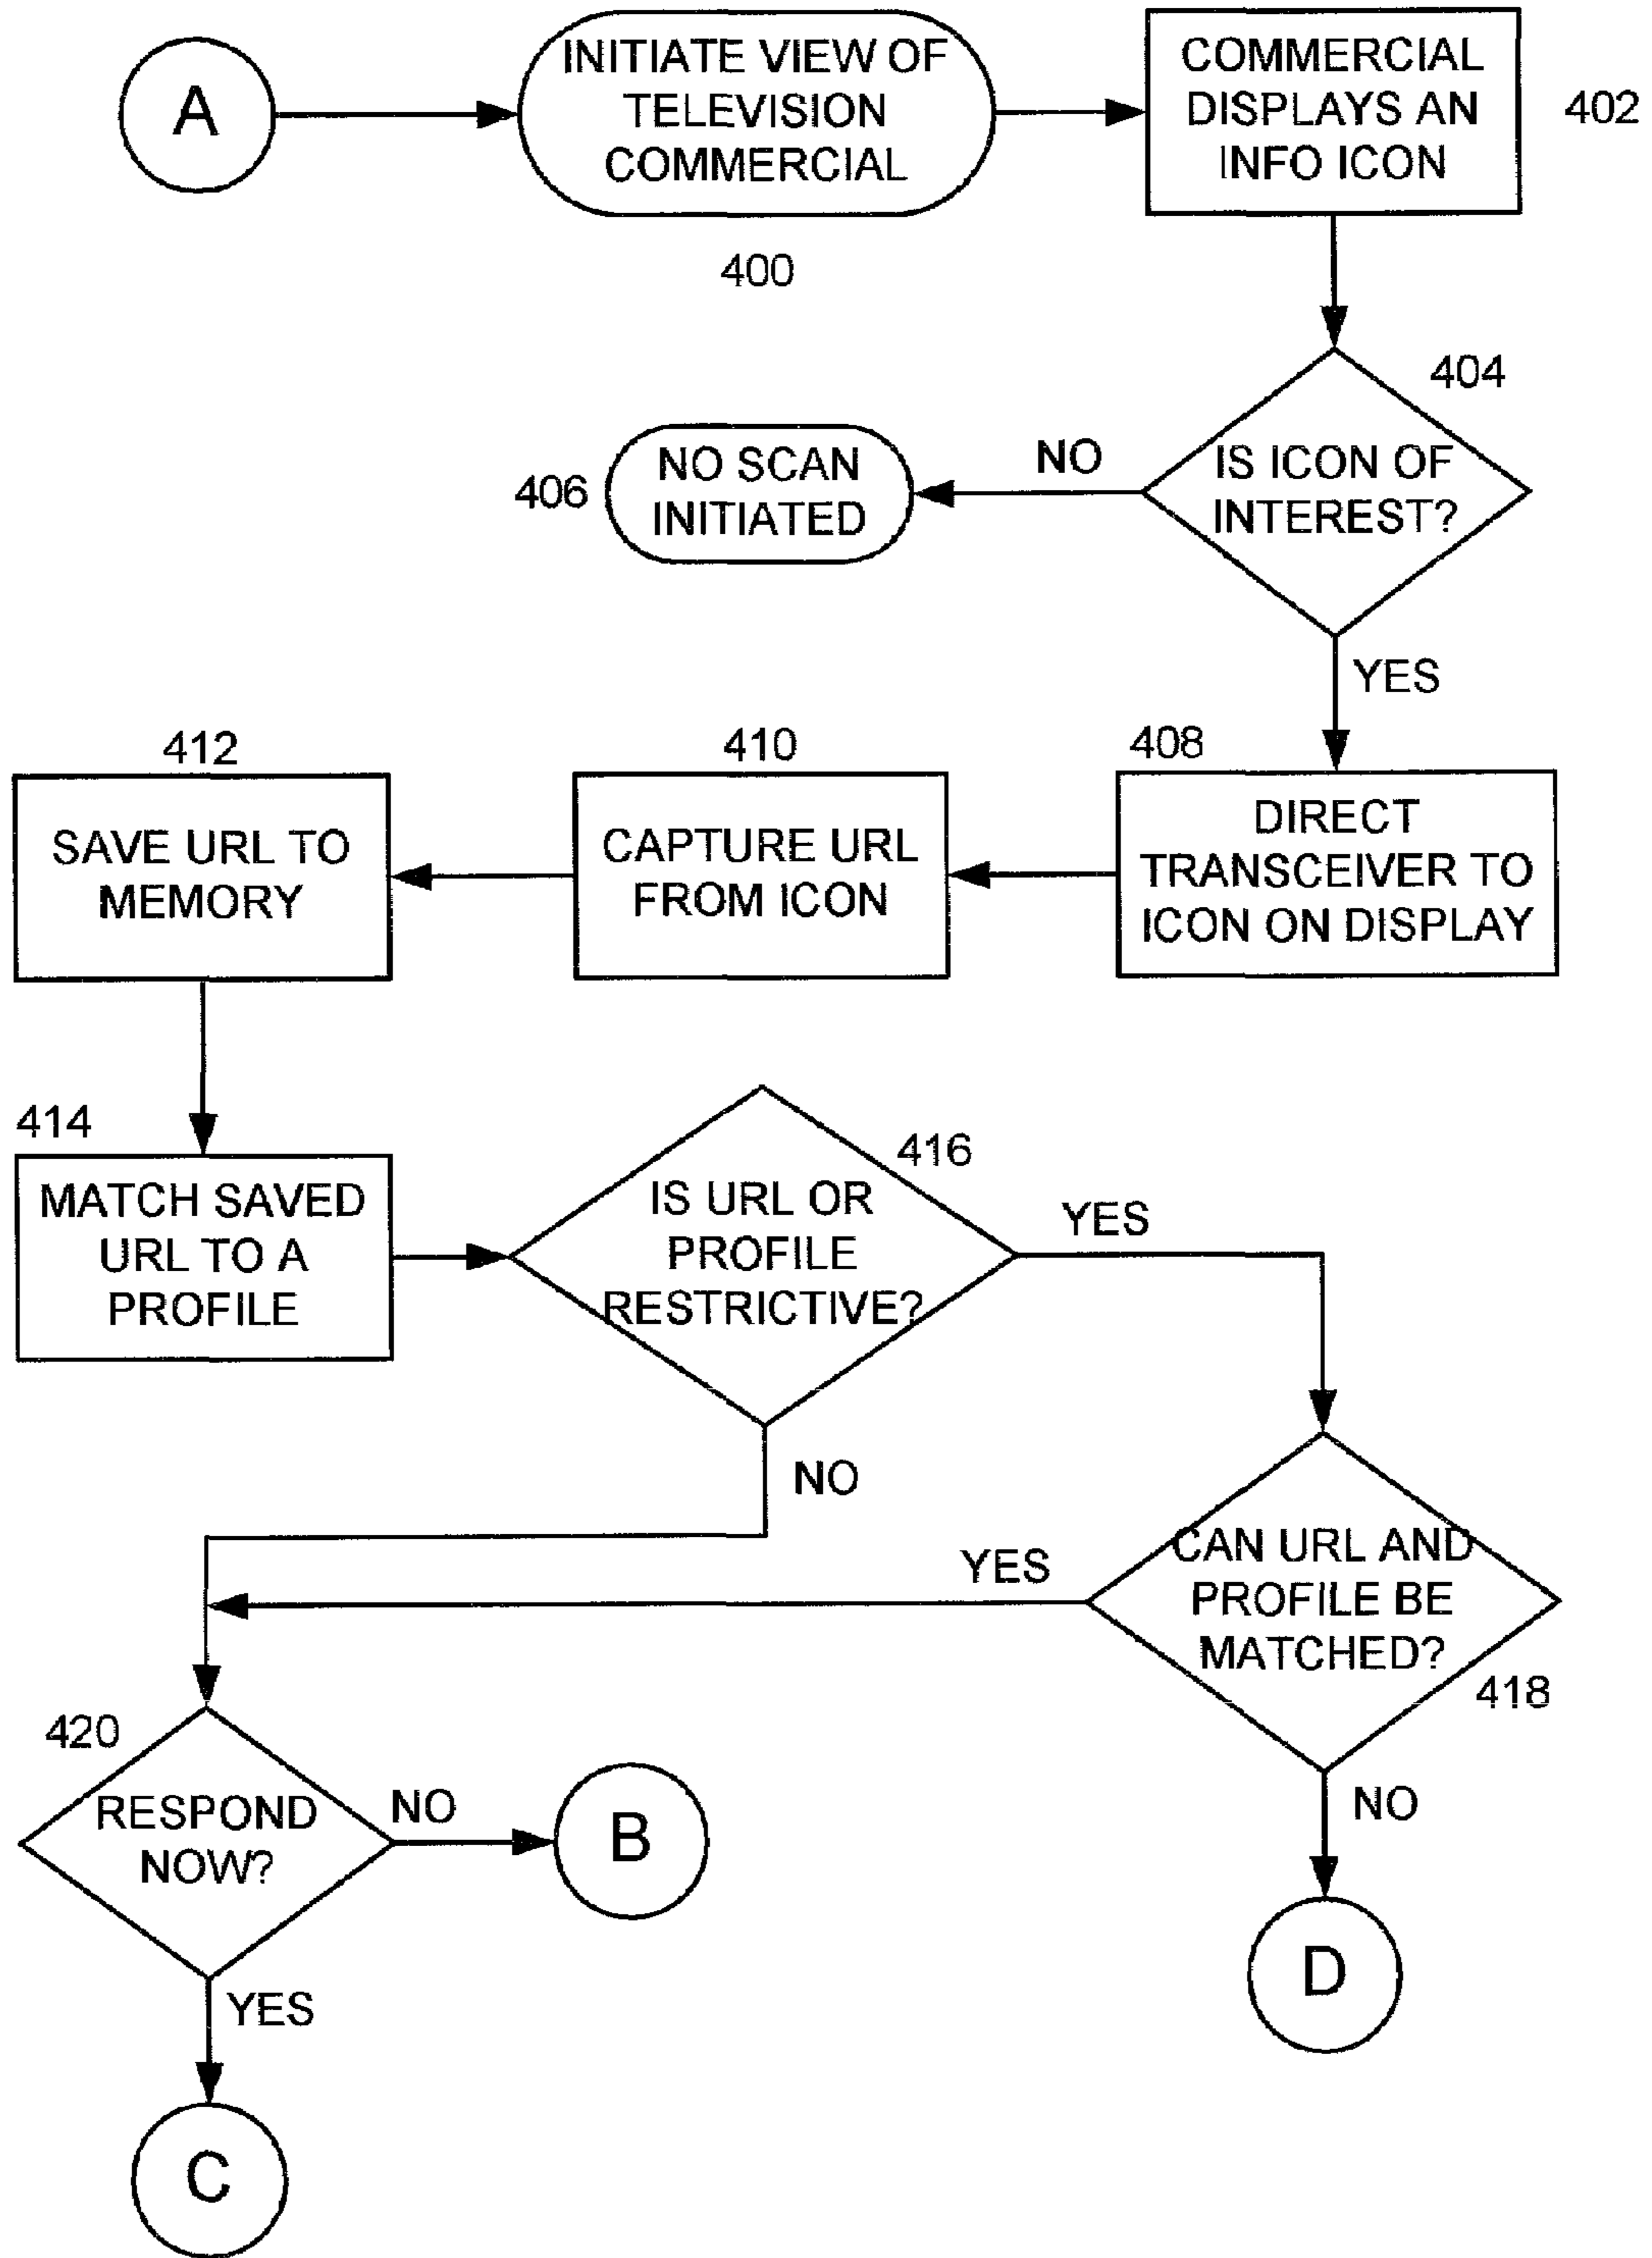 A
INITIATE VIEW OF
TELEVISION
COMMERCIAL
400
COMMERCIAL
DISPLAYS AN
INFO ICON
402
404
IS ICON OF
INTEREST?
NO
NO SCAN
INITIATED
406
YES
408
DIRECT
TRANSCEIVER TO
ICON ON DISPLAY
410
CAPTURE URL
FROM ICON
412
SAVE URL TO
MEMORY
414
MATCH SAVED
URL TO A
PROFILE
416
IS URL OR
PROFILE
RESTRICTIVE?
YES
NO
CAN URL AND
PROFILE BE
MATCHED?
418
YES
NO
D
420
RESPOND
NOW?
NO
B
YES
C